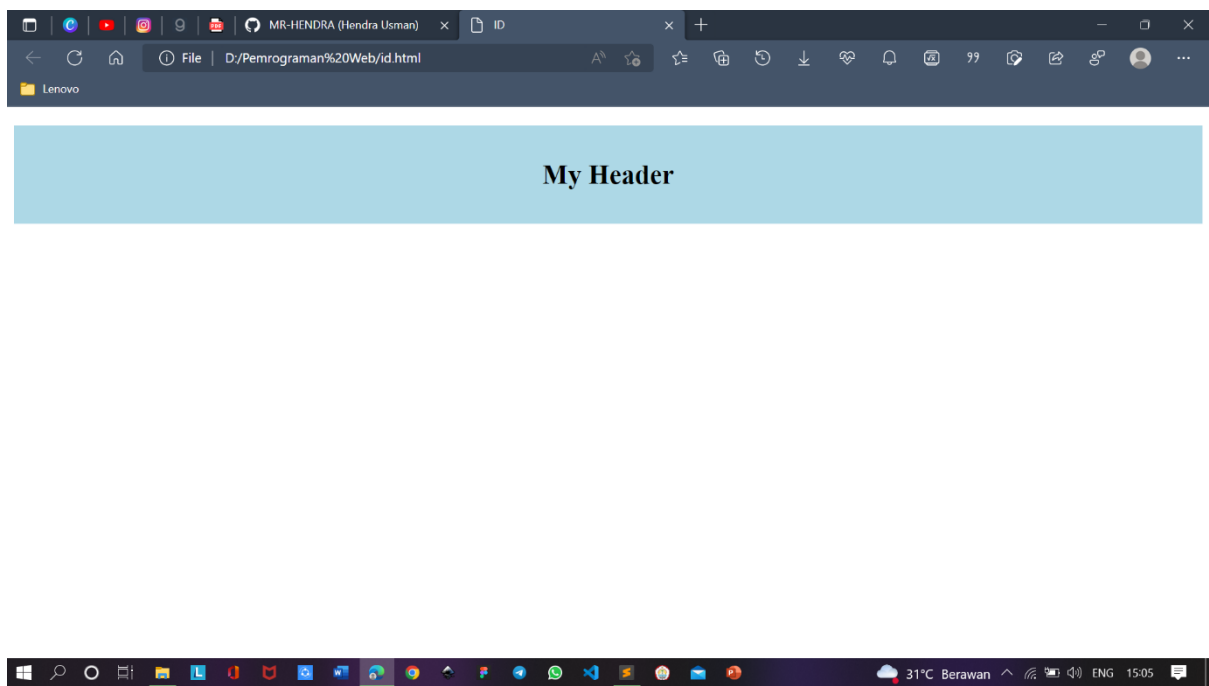 MR-HENDRA (Hendra Usman)
ID
File
D:/Pemrograman%20Web/id.html
Lenovo
My Header
31°C Berawan
ENG
15:05